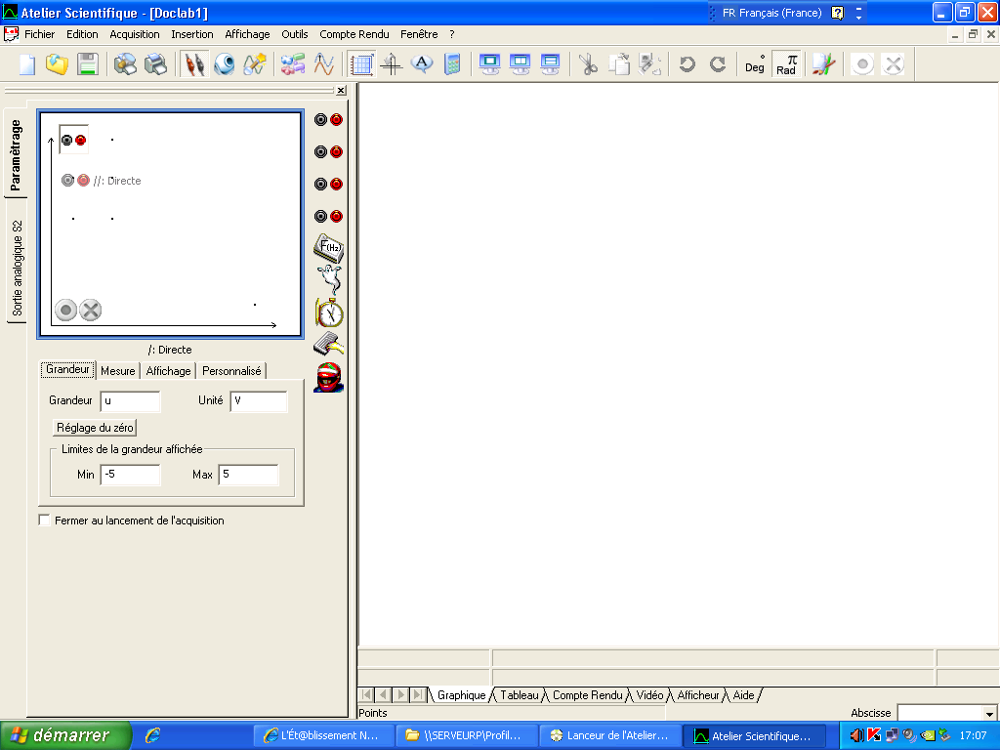 Atelier Scientifique - [Doclab1]
FR Français (France)
?
Fichier Edition Acquisition Insertion Affichage Outils Compte Rendu Fenêtre ?
Deg° π Rad
Paramètrage
Sortie analogique S2
//: Directe
F(Hz)
/: Directe
Grandeur Mesure Affichage Personnalisé
Grandeur u Unité V
Réglage du zéro
Limites de la grandeur affichée
Min -5 Max 5
Fermer au lancement de l'acquisition
Graphique Tableau Compte Rendu Vidéo Afficheur Aide
Points Abscisse
démarrer L'Ét@blissement N... \\SERVEURP\Profil... Lanceur de l'Atelier... Atelier Scientifique... 17:07